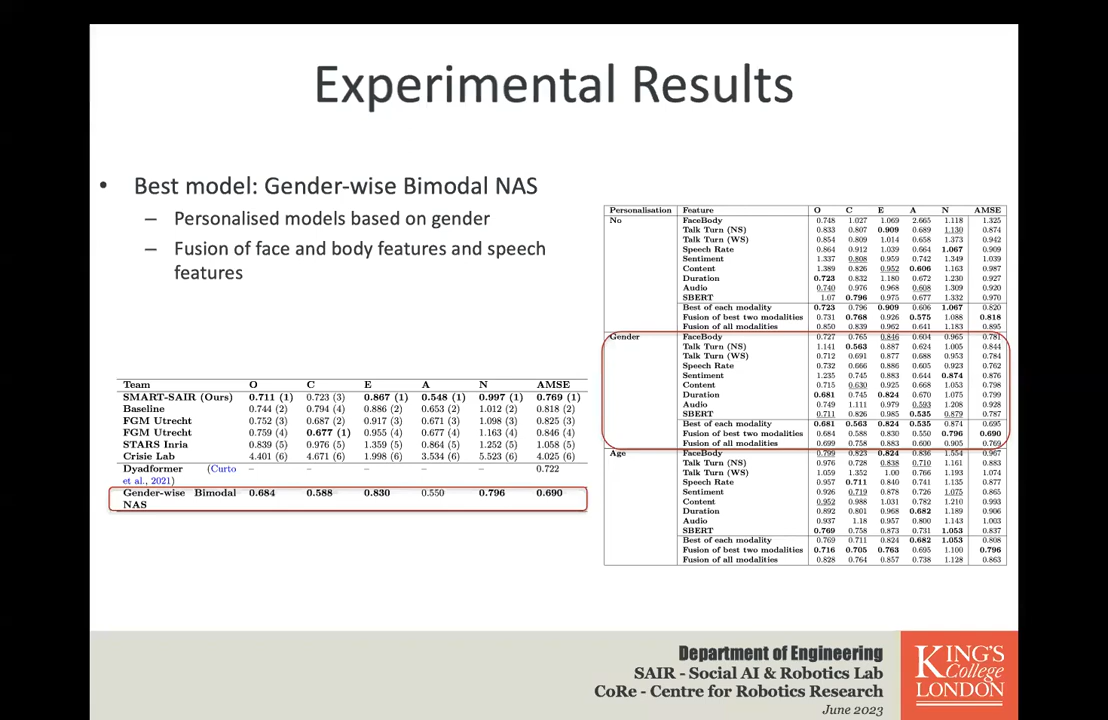 Experimental Results
• Best model: Gender-wise Bimodal NAS
– Personalised models based on gender
– Fusion of face and body features and speech
features
Team O C E A N AMSE
SMART-SAIR (Ours) 0.711 (1) 0.723 (3) 0.867 (1) 0.548 (1) 0.997 (1) 0.769 (1)
Baseline 0.744 (2) 0.794 (4) 0.886 (2) 0.653 (2) 1.012 (2) 0.818 (2)
FGM Utrecht 0.752 (3) 0.687 (2) 0.917 (3) 0.671 (3) 1.098 (3) 0.825 (3)
FGM Utrecht 0.759 (4) 0.677 (1) 0.955 (4) 0.677 (4) 1.163 (4) 0.846 (4)
STARS Inria 0.839 (5) 0.976 (5) 1.359 (5) 0.864 (5) 1.252 (5) 1.058 (5)
Crisie Lab 4.401 (6) 4.671 (6) 1.998 (6) 3.534 (6) 5.523 (6) 4.025 (6)
Dyadformer (Curto – – – – – 0.722
et al., 2021)
Gender-wise Bimodal 0.684 0.588 0.830 0.550 0.796 0.690
NAS
Personalisation Feature O C E A N AMSE
No FaceBody 0.748 1.027 1.069 2.665 1.118 1.325
Talk Turn (NS) 0.833 0.807 0.909 0.689 1.130 0.874
Talk Turn (WS) 0.854 0.809 1.014 0.658 1.373 0.942
Speech Rate 0.864 0.912 1.039 0.664 1.067 0.909
Sentiment 1.337 0.808 0.959 0.742 1.349 1.039
Content 1.389 0.826 0.952 0.606 1.163 0.987
Duration 0.723 0.832 1.180 0.672 1.230 0.927
Audio 0.740 0.976 0.968 0.608 1.309 0.920
SBERT 1.07 0.796 0.975 0.677 1.332 0.970
Best of each modality 0.723 0.796 0.909 0.606 1.067 0.820
Fusion of best two modalities 0.731 0.768 0.926 0.575 1.088 0.818
Fusion of all modalities 0.850 0.839 0.962 0.641 1.183 0.895
Gender FaceBody 0.727 0.765 0.846 0.604 0.965 0.781
Talk Turn (NS) 1.141 0.563 0.887 0.624 1.005 0.844
Talk Turn (WS) 0.712 0.691 0.877 0.688 0.953 0.784
Speech Rate 0.732 0.666 0.886 0.605 0.923 0.762
Sentiment 1.235 0.745 0.883 0.644 0.874 0.876
Content 0.715 0.630 0.925 0.668 1.053 0.798
Duration 0.681 0.745 0.824 0.670 1.075 0.799
Audio 0.749 1.111 0.979 0.593 1.208 0.928
SBERT 0.711 0.826 0.985 0.535 0.879 0.787
Best of each modality 0.681 0.563 0.824 0.535 0.874 0.695
Fusion of best two modalities 0.684 0.588 0.830 0.550 0.796 0.690
Fusion of all modalities 0.699 0.758 0.883 0.600 0.905 0.769
Age FaceBody 0.799 0.823 0.824 0.836 1.554 0.967
Talk Turn (NS) 0.976 0.728 0.838 0.710 1.161 0.883
Talk Turn (WS) 1.059 1.352 1.00 0.766 1.193 1.074
Speech Rate 0.957 0.711 0.840 0.741 1.135 0.877
Sentiment 0.926 0.719 0.878 0.726 1.075 0.865
Content 0.952 0.988 1.031 0.782 1.210 0.993
Duration 0.892 0.801 0.968 0.682 1.189 0.906
Audio 0.937 1.18 0.957 0.800 1.143 1.003
SBERT 0.769 0.758 0.873 0.731 1.053 0.837
Best of each modality 0.769 0.711 0.824 0.682 1.053 0.808
Fusion of best two modalities 0.716 0.705 0.763 0.695 1.100 0.796
Fusion of all modalities 0.828 0.764 0.857 0.738 1.128 0.863
Department of Engineering
SAIR - Social AI & Robotics Lab
CoRe - Centre for Robotics Research
June 2023
KING'S
College
LONDON